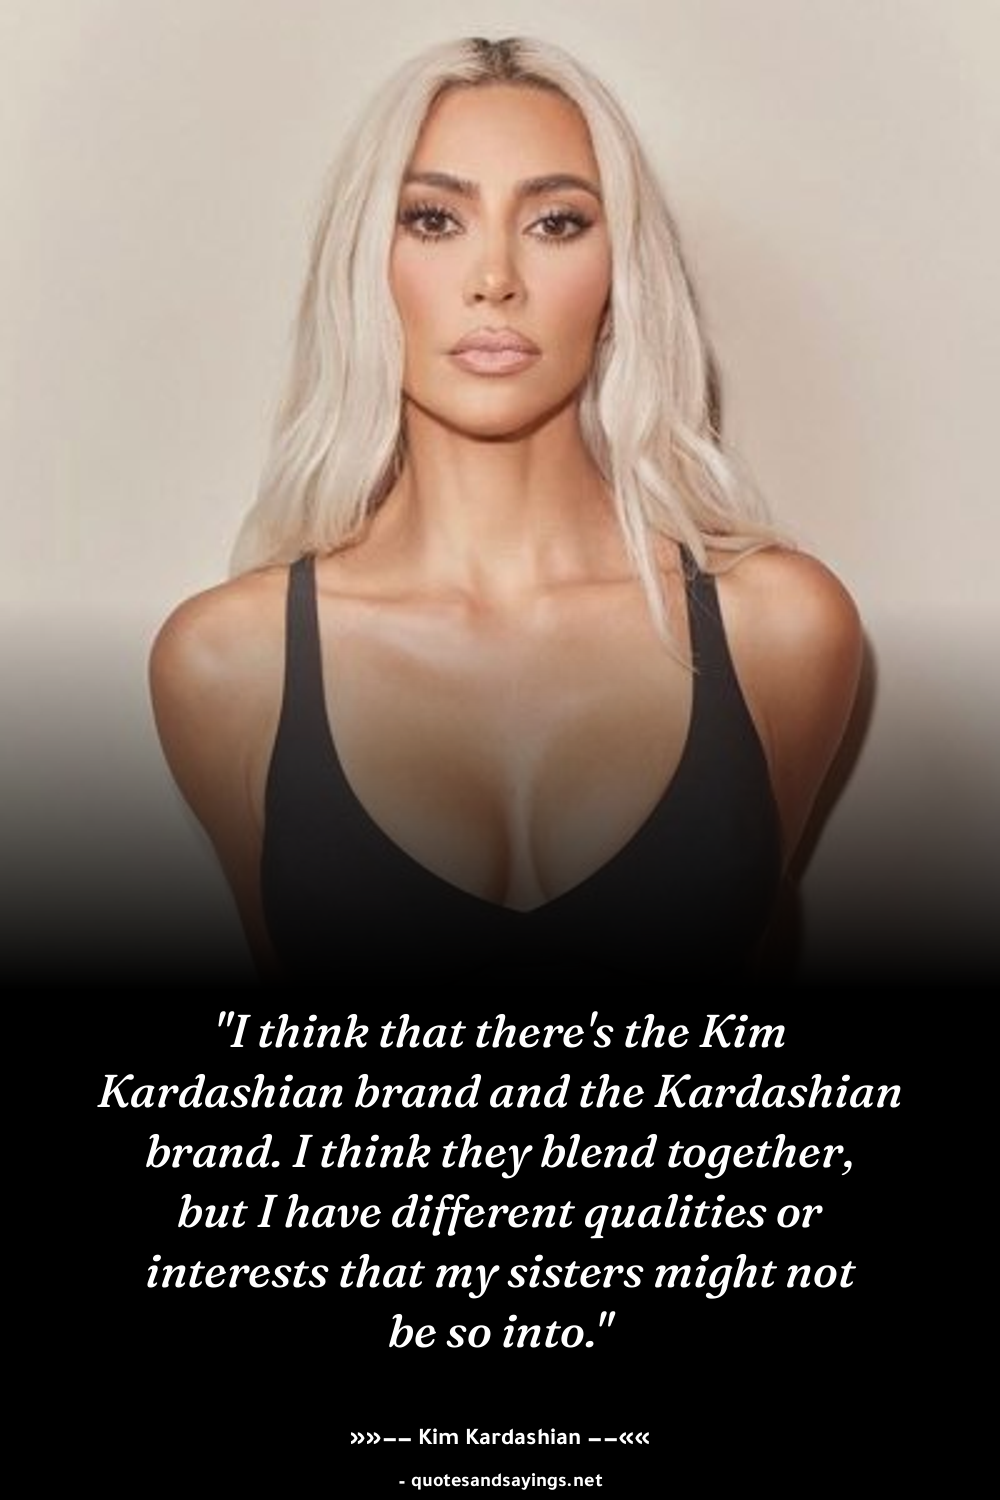 "I think that there's the Kim
Kardashian brand and the Kardashian
brand. I think they blend together,
but I have different qualities or
interests that my sisters might not
be so into."
»»–– Kim Kardashian ––««
- quotesandsayings.net